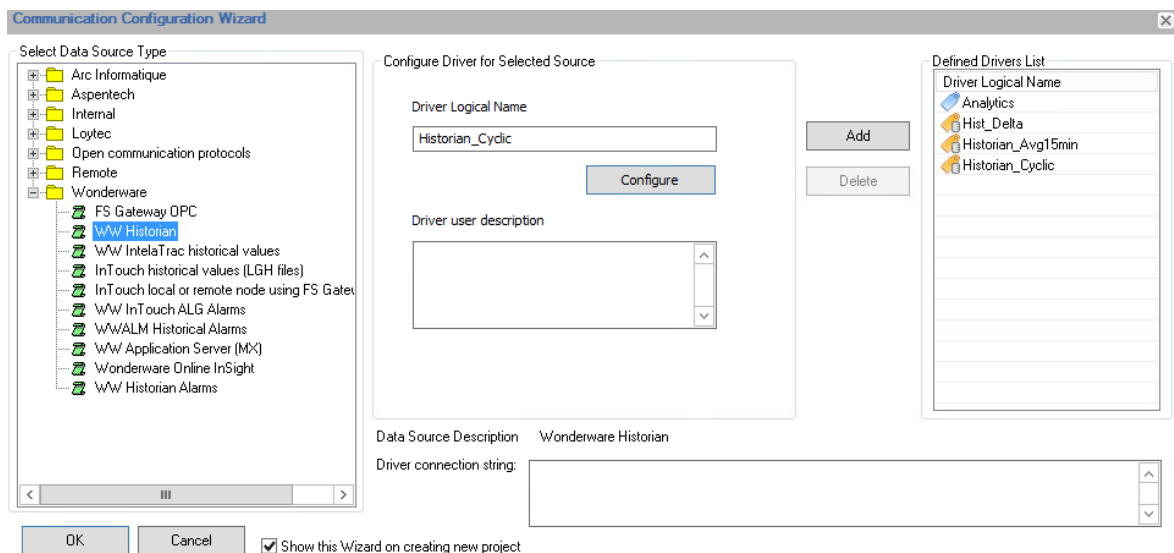 Communication Configuration Wizard
Select Data Source Type
Arc Informatique
Aspentech
Internal
Loytec
Open communication protocols
Remote
Wonderware
FS Gateway OPC
WW Historian
WW IntelaTrac historical values
InTouch historical values (LGH files)
InTouch local or remote node using FS
WW InTouch ALG Alarms
WWALM Historical Alarms
WW Application Server (MX)
Wonderware Online InSight
WW Historian Alarms
Configure Driver for Selected Source
Driver Logical Name
Historian_Cyclic
Configure
Driver user description
Add
Delete
Defined Drivers List
Driver Logical Name
Analytics
Hist_Delta
Historian_Avg15min
Historian_Cyclic
Data Source Description Wonderware Historian
Driver connection string:
OK
Cancel
Show this Wizard on creating new project